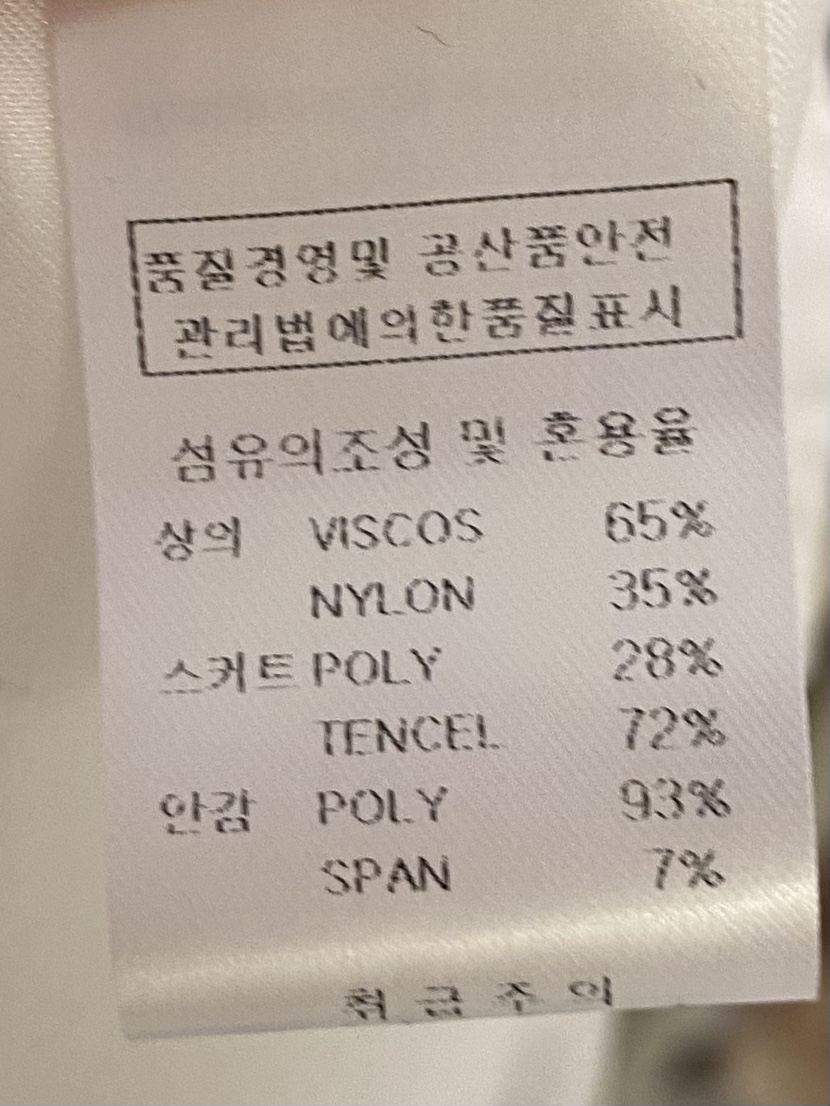 품질경영및 공산품안전
관리법에의한품질표시
섬유의조성 및 혼용율
상의 VISCOS 65%
NYLON 35%
스커트 POLY 28%
TENCEL 72%
안감 POLY 93%
SPAN 7%
취급주의